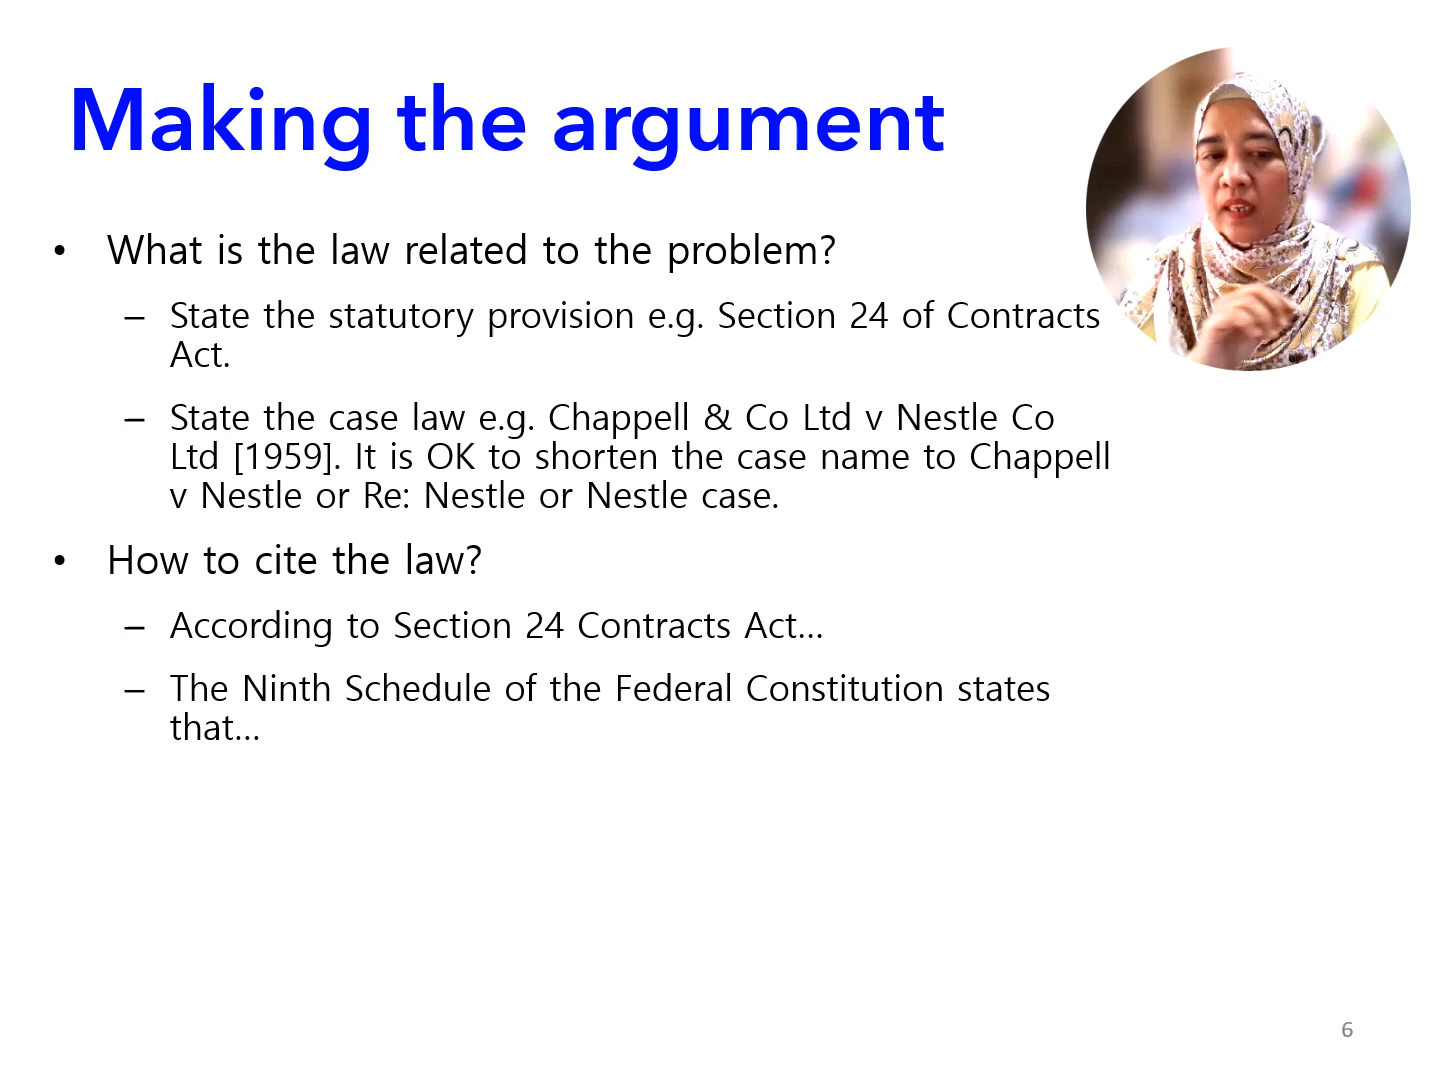 Making the argument
• What is the law related to the problem?
– State the statutory provision e.g. Section 24 of Contracts
Act.
– State the case law e.g. Chappell & Co Ltd v Nestle Co
Ltd [1959]. It is OK to shorten the case name to Chappell
v Nestle or Re: Nestle or Nestle case.
• How to cite the law?
– According to Section 24 Contracts Act…
– The Ninth Schedule of the Federal Constitution states
that…
6